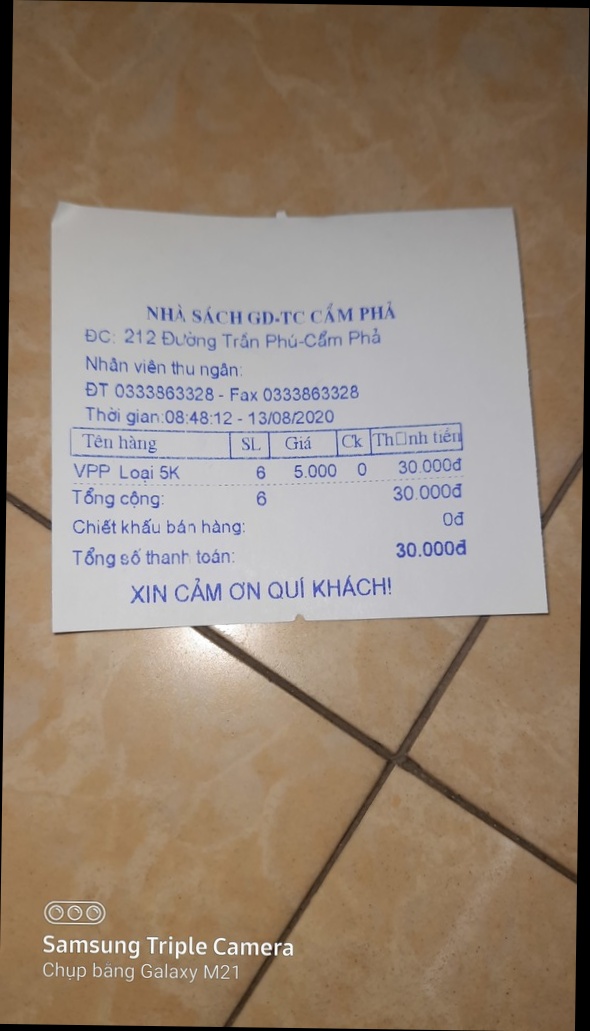 NHÀ SÁCH GD-TC CẨM PHẢ
ĐC: 212 Đường Trần Phú-Cẩm Phả
Nhân viên thu ngân:
ĐT 0333863328 - Fax 0333863328
Thời gian:08:48:12 - 13/08/2020
Tên hàng SL Giá Ck Th□nh tiền
VPP Loại 5K 6 5.000 0 30.000đ
Tổng cộng: 6 30.000đ
Chiết khấu bán hàng: 0đ
Tổng số thanh toán: 30.000đ
XIN CẢM ƠN QUÍ KHÁCH!
Samsung Triple Camera
Chụp bằng Galaxy M21